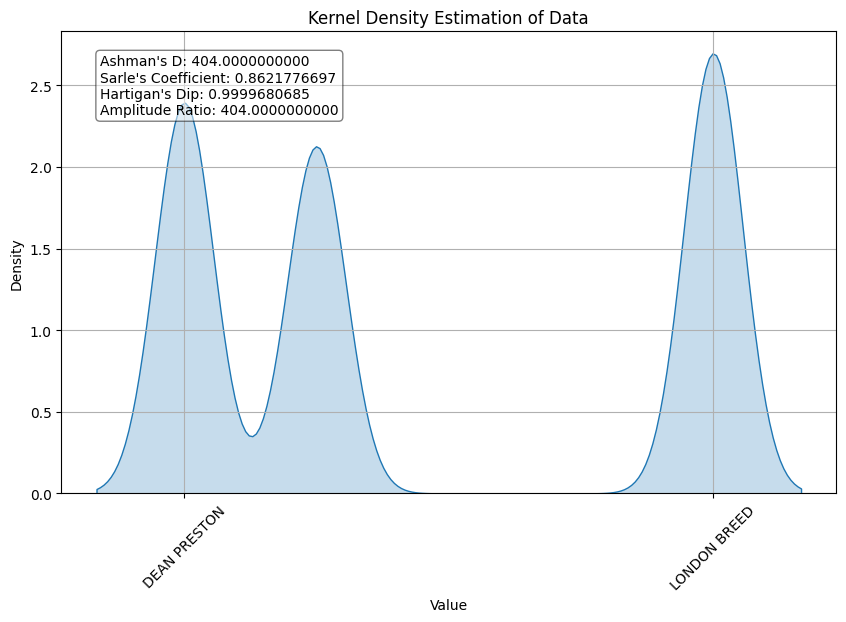 Kernel Density Estimation of Data
Ashman's D: 404.0000000000
Sarle's Coefficient: 0.8621776697
Hartigan's Dip: 0.9999680685
Amplitude Ratio: 404.0000000000
Density
2.5
2.0
1.5
1.0
0.5
0.0
DEAN PRESTON
LONDON BREED
Value